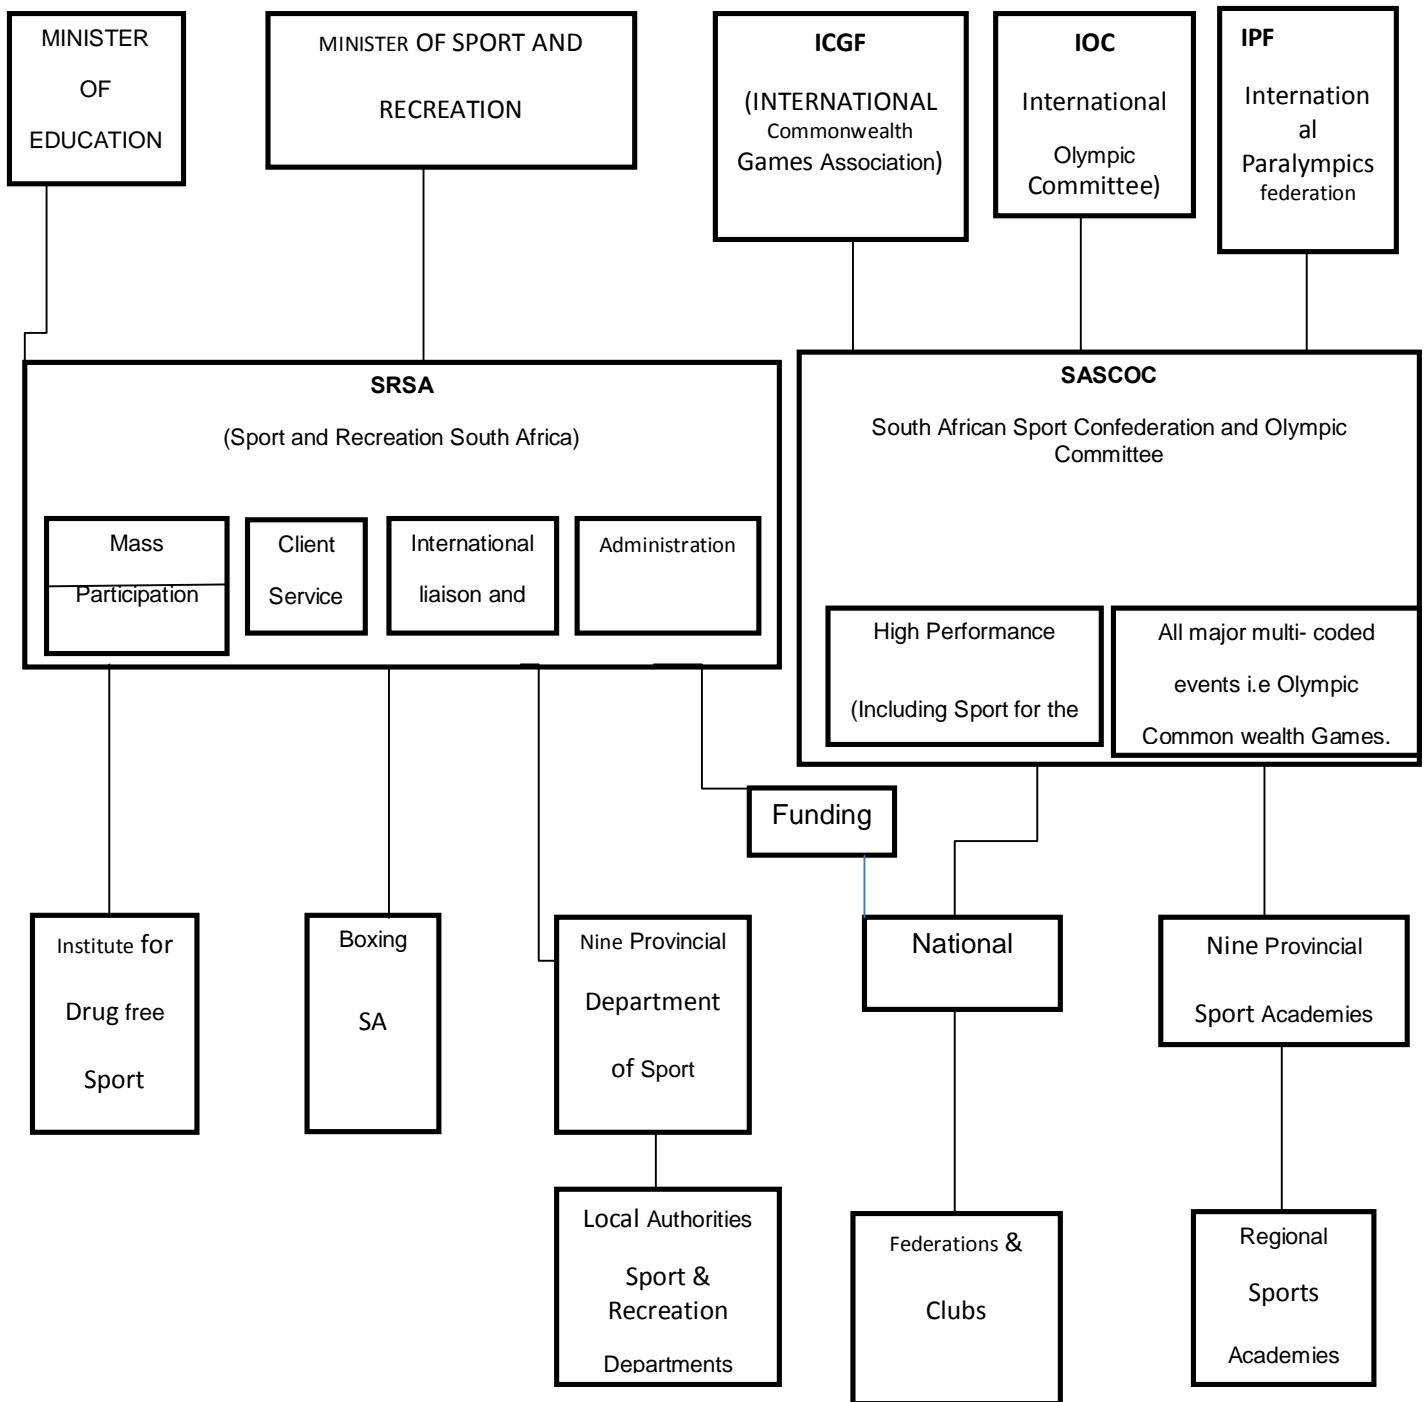 MINISTER
OF
EDUCATION
MINISTER OF SPORT AND
RECREATION
ICGF
(INTERNATIONAL
Commonwealth
Games Association)
IOC
International
Olympic
Committee)
IPF
Internation
al
Paralympics
federation
SRSA
(Sport and Recreation South Africa)
Mass
Participation
Client
Service
International
liaison and
Administration
SASCOC
South African Sport Confederation and Olympic
Committee
High Performance
(Including Sport for the
All major multi- coded
events i.e Olympic
Common wealth Games.
Funding
Institute for
Drug free
Sport
Boxing
SA
Nine Provincial
Department
of Sport
National
Nine Provincial
Sport Academies
Local Authorities
Sport &
Recreation
Departments
Federations &
Clubs
Regional
Sports
Academies